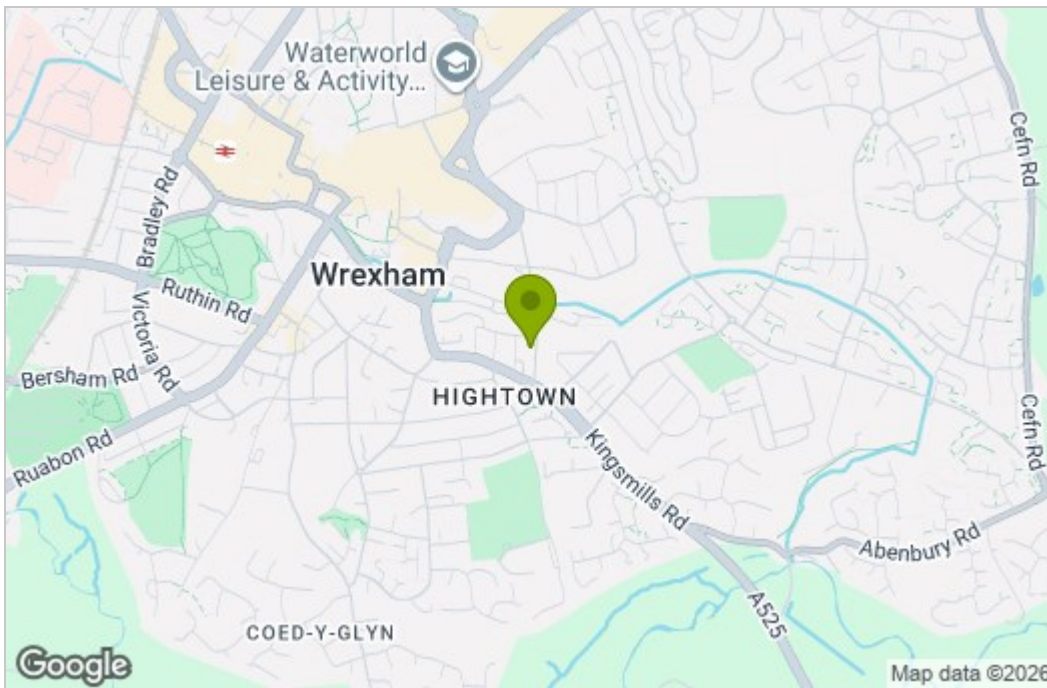 Waterworld
Leisure & Activity...
Cefn Rd
Bradley Rd
Wrexham
Ruthin Rd
Victoria Rd
Bersham Rd
HIGHTOWN
Cefn Rd
Ruabon Rd
Kingsmills Rd
Abenbury Rd
A525
COED-Y-GLYN
Google
Map data ©2026